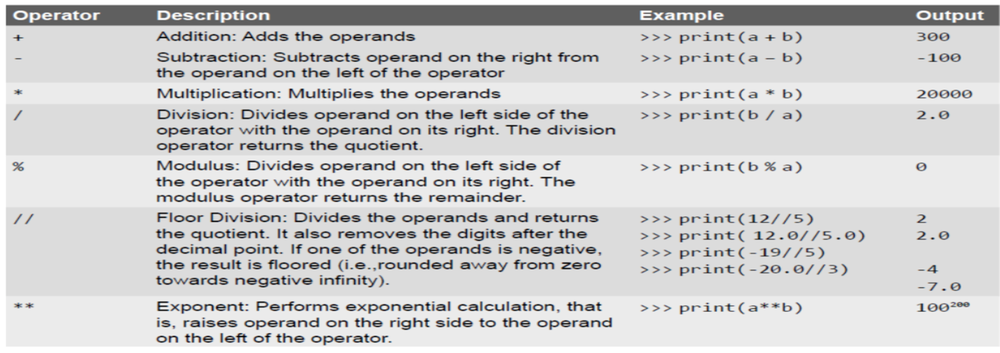 Operator Description Example Output
+ Addition: Adds the operands >>> print(a + b) 300
- Subtraction: Subtracts operand on the right from >>> print(a – b) -100
the operand on the left of the operator
* Multiplication: Multiplies the operands >>> print(a * b) 20000
/ Division: Divides operand on the left side of the >>> print(b / a) 2.0
operator with the operand on its right. The division
operator returns the quotient.
% Modulus: Divides operand on the left side of >>> print(b % a) 0
the operator with the operand on its right. The
modulus operator returns the remainder.
// Floor Division: Divides the operands and returns >>> print(12//5) 2
the quotient. It also removes the digits after the >>> print( 12.0//5.0) 2.0
decimal point. If one of the operands is negative, >>> print(-19//5)
the result is floored (i.e.,rounded away from zero >>> print(-20.0//3) -4
towards negative infinity). -7.0
** Exponent: Performs exponential calculation, that >>> print(a**b) 100²⁰⁰
is, raises operand on the right side to the operand
on the left of the operator.